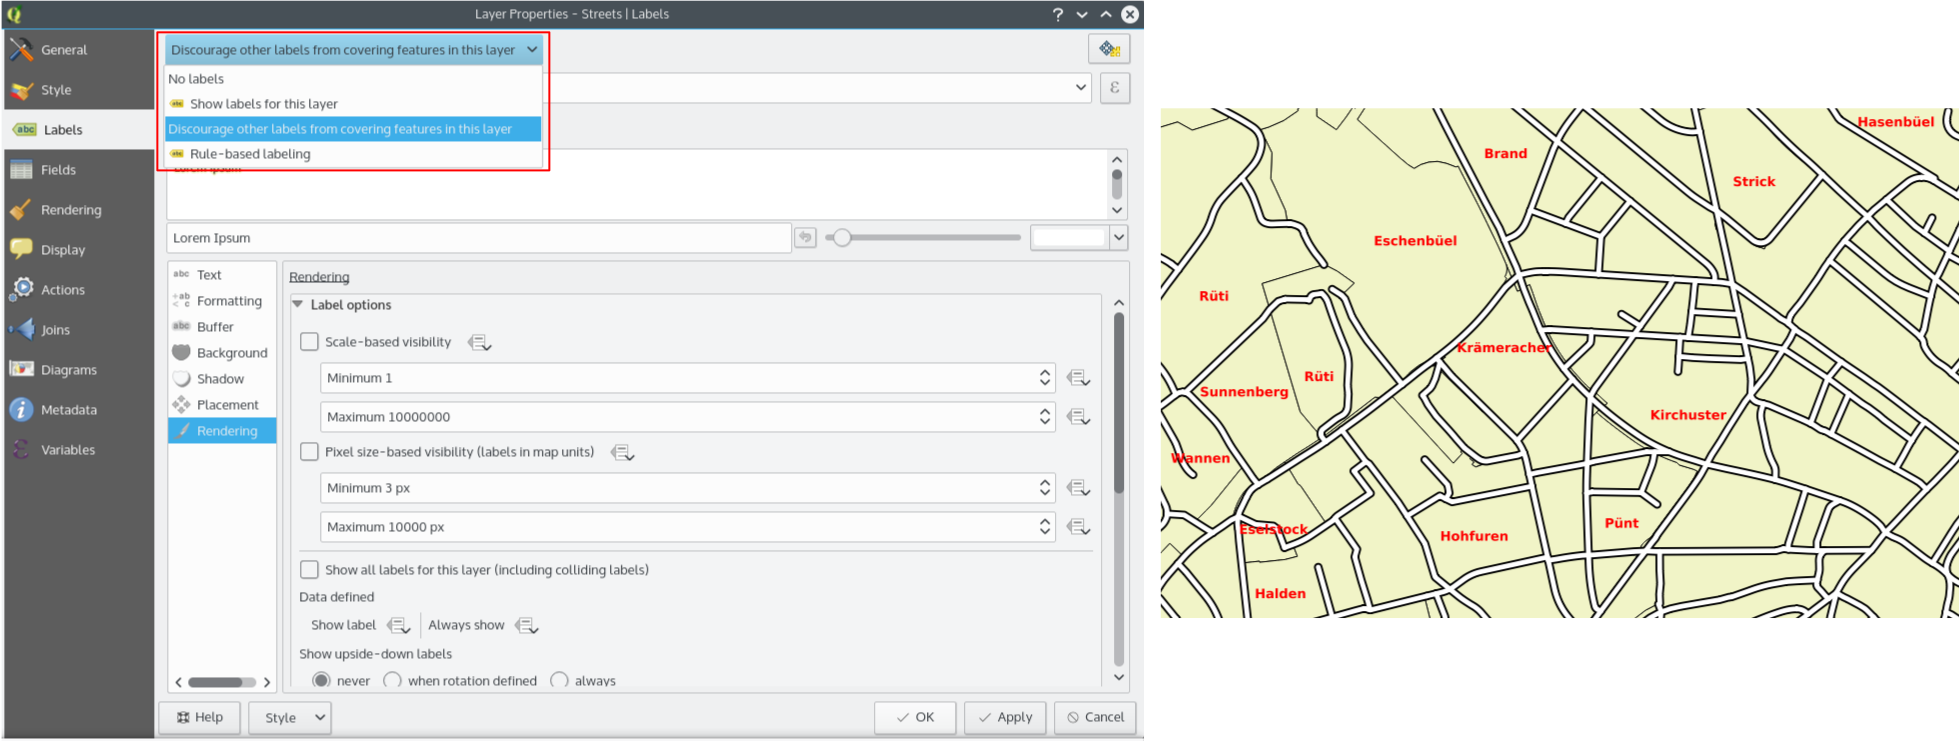 Layer Properties - Streets | Labels
General
Style
Labels
Fields
Rendering
Display
Actions
Joins
Diagrams
Metadata
Variables
Discourage other labels from covering features in this layer
No labels
Show labels for this layer
Discourage other labels from covering features in this layer
Rule-based labeling
Lorem Ipsum
Text
Formatting
Buffer
Background
Shadow
Placement
Rendering
Rendering
Label options
Scale-based visibility
Minimum 1
Maximum 10000000
Pixel size-based visibility (labels in map units)
Minimum 3 px
Maximum 10000 px
Show all labels for this layer (including colliding labels)
Data defined
Show label
Always show
Show upside-down labels
never
when rotation defined
always
Help
Style
OK
Apply
Cancel
Hasenbüel
Brand
Strick
Eschenbüel
Rüti
Krämeracher
Rüti
Sunnenberg
Kirchuster
Wannen
Pünt
Eselstock
Hohfuren
Halden